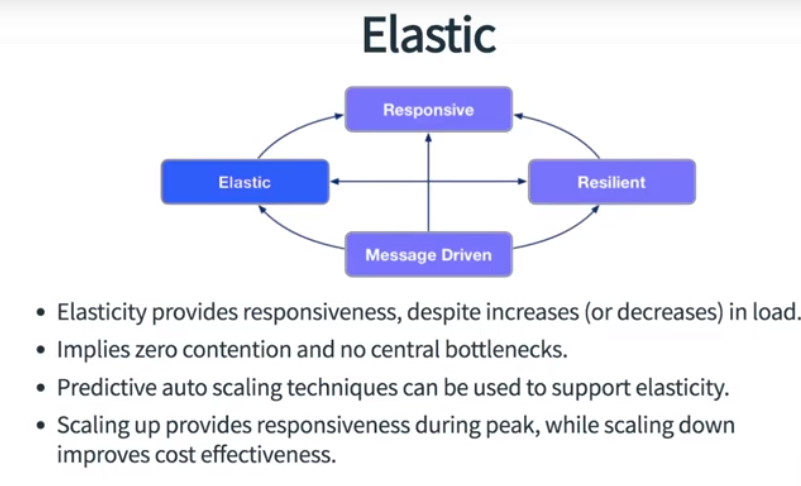 Elastic
Responsive
Elastic
Resilient
Message Driven
• Elasticity provides responsiveness, despite increases (or decreases) in load.
• Implies zero contention and no central bottlenecks.
• Predictive auto scaling techniques can be used to support elasticity.
• Scaling up provides responsiveness during peak, while scaling down
improves cost effectiveness.